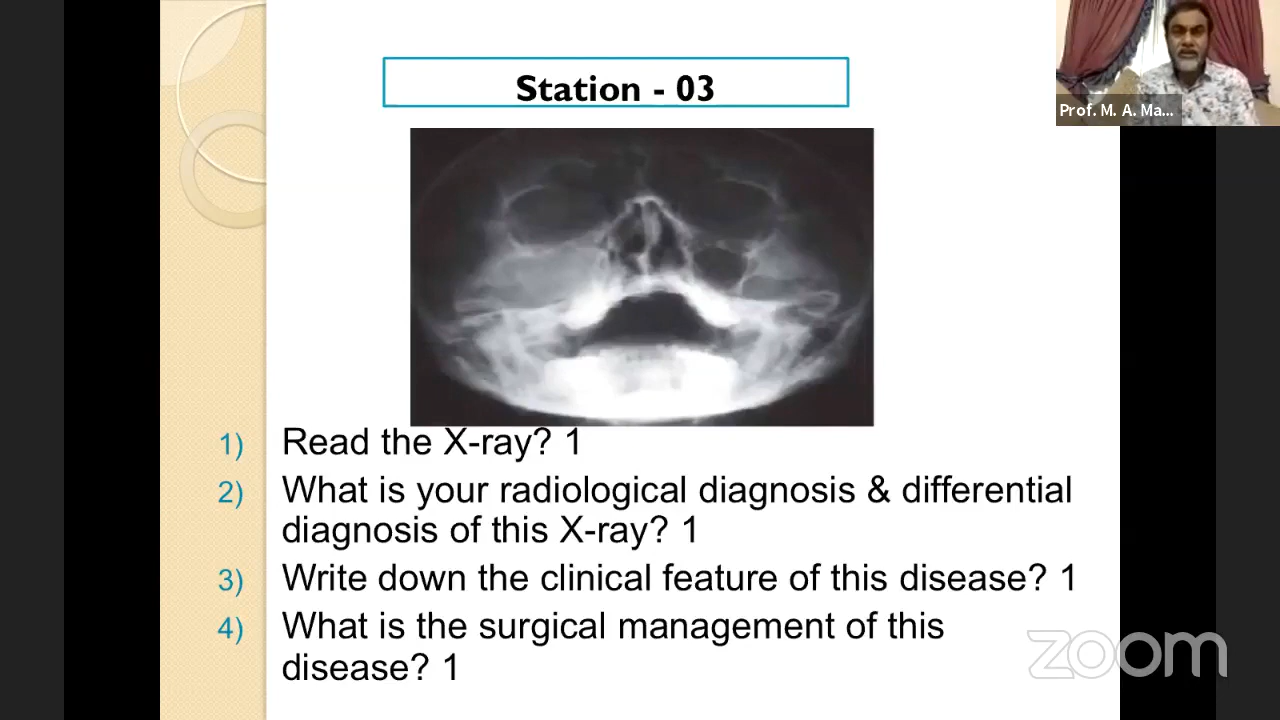 Station - 03
Prof. M. A. Ma...
1) Read the X-ray? 1
2) What is your radiological diagnosis & differential
diagnosis of this X-ray? 1
3) Write down the clinical feature of this disease? 1
4) What is the surgical management of this
disease? 1
zoom